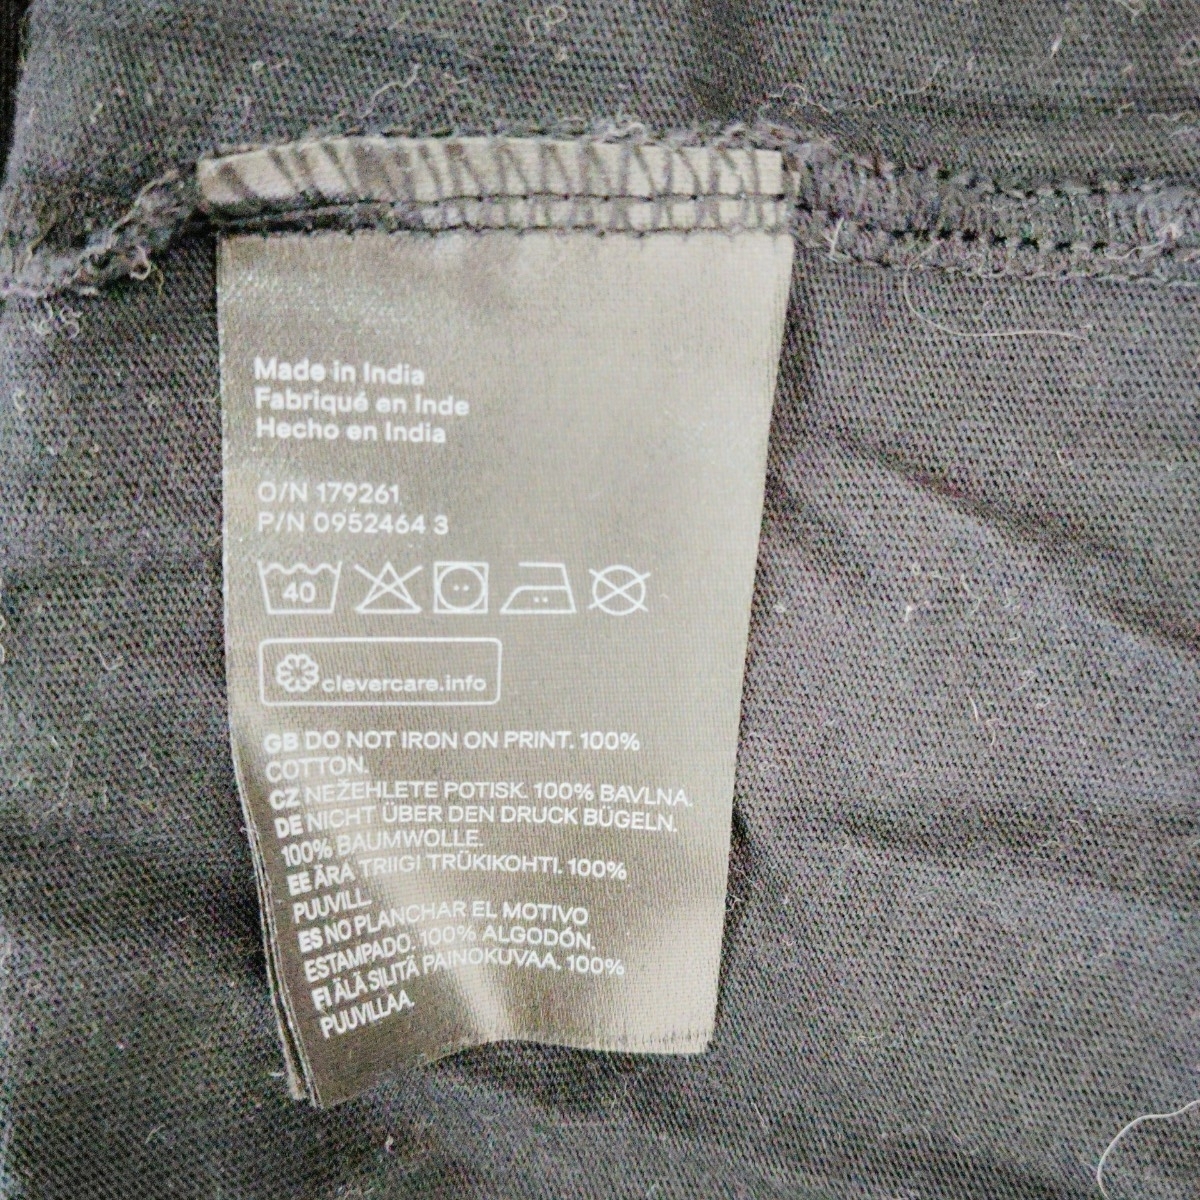 Made in India
Fabriqué en Inde
Hecho en India
O/N 179261
P/N 0952464 3
40
clevercare.info
GB DO NOT IRON ON PRINT. 100%
COTTON.
CZ NEŽEHLETE POTISK. 100% BAVLNA.
DE NICHT ÜBER DEN DRUCK BÜGELN.
100% BAUMWOLLE.
EE ÄRA TRIIGI TRÜKIKOHTI. 100%
PUUVILL.
ES NO PLANCHAR EL MOTIVO
ESTAMPADO. 100% ALGODÓN.
FI ÄLÄ SILITÄ PAINOKUVAA. 100%
PUUVILLAA.